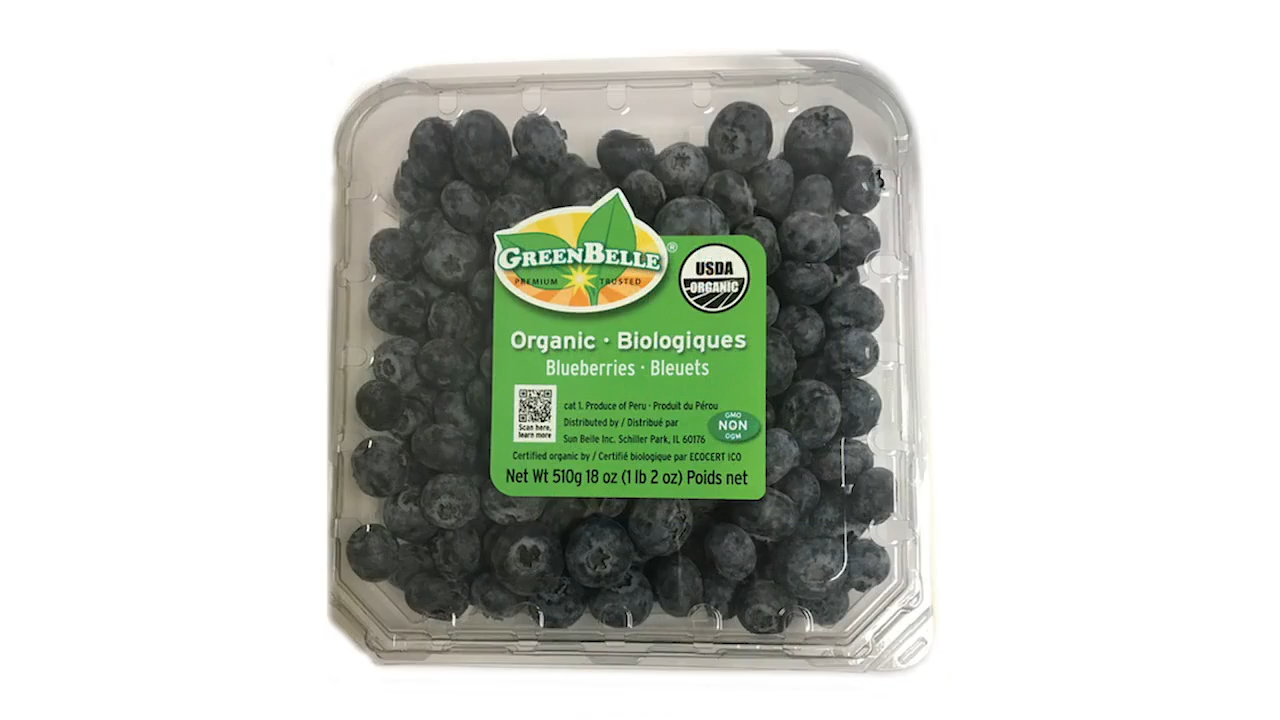 GREENBELLE®
PREMIUM TRUSTED
USDA
ORGANIC
Organic · Biologiques
Blueberries · Bleuets
Scan here,
learn more
cat 1. Produce of Peru · Produit du Pérou
Distributed by / Distribué par
Sun Belle Inc. Schiller Park, IL 60176
GMO
NON
OGM
Certified organic by / Certifié biologique par ECOCERT ICO
Net Wt 510g 18 oz (1 lb 2 oz) Poids net